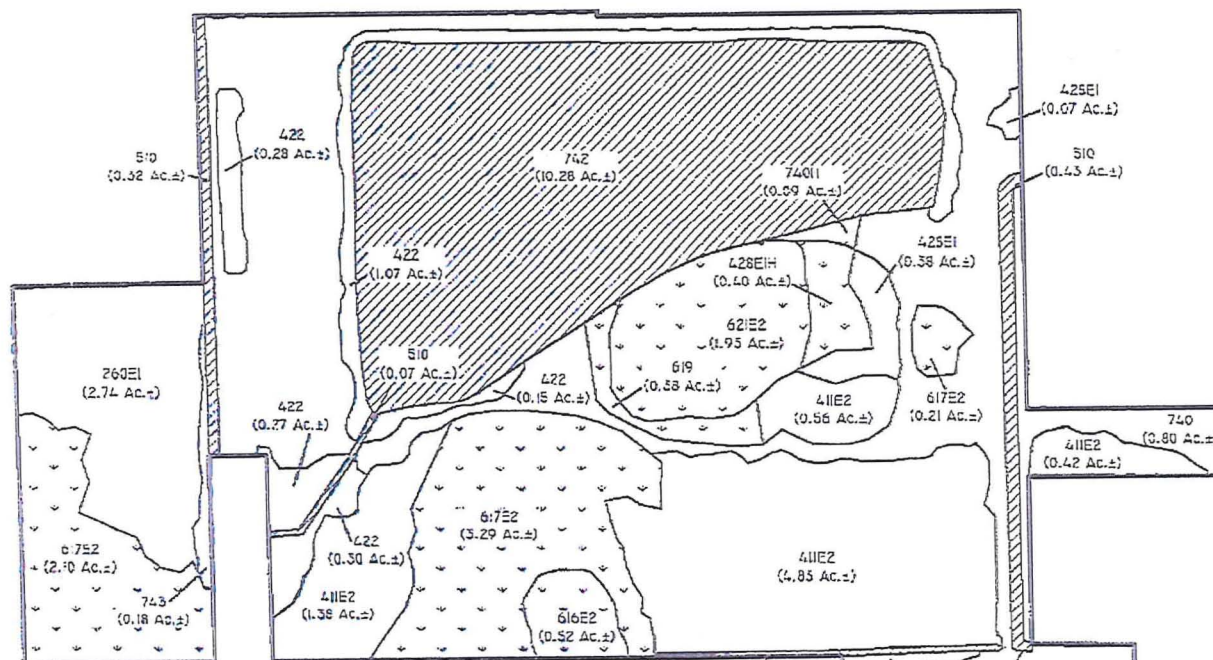 425E1
(0.07 Ac.±)
422
(0.28 Ac.±)
510
(0.32 Ac.±)
742
(10.28 Ac.±)
510
(0.43 Ac.±)
740H
(0.09 Ac.±)
422
(1.07 Ac.±)
428E1H
(0.40 Ac.±)
425E1
(0.38 Ac.±)
621E2
(1.95 Ac.±)
510
(0.07 Ac.±)
260E1
(2.74 Ac.±)
619
(0.38 Ac.±)
422
(0.15 Ac.±)
411E2
(0.56 Ac.±)
617E2
(0.21 Ac.±)
422
(0.27 Ac.±)
740
(0.80 Ac.±)
411E2
(0.42 Ac.±)
617E2
(3.29 Ac.±)
422
(0.30 Ac.±)
617E2
(2.10 Ac.±)
411E2
(4.85 Ac.±)
743
(0.18 Ac.±)
411E2
(1.38 Ac.±)
616E2
(0.52 Ac.±)